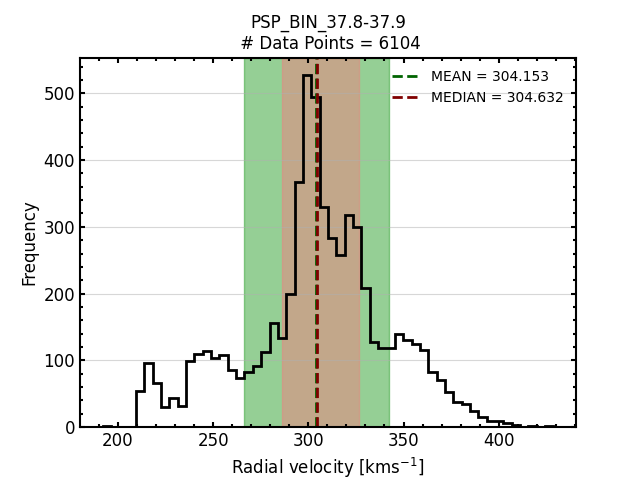 PSP_BIN_37.8-37.9
# Data Points = 6104
MEAN = 304.153
MEDIAN = 304.632
Frequency
500
400
300
200
100
0
200
250
300
350
400
Radial velocity [kms⁻¹]